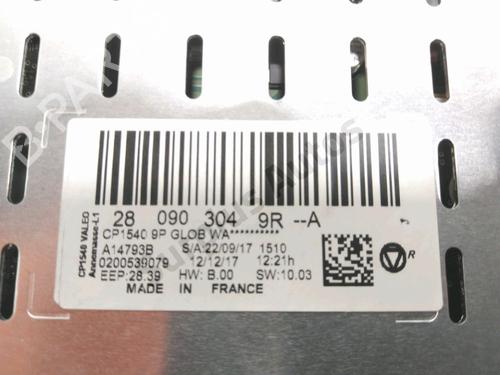 CP1540 VALEO
Annemasse-L1
28 090 304 9R --A
CP1540 9P GLOB WA**********
A14793B S/A:22/09/17 1510
0200539079 12/12/17 12:21h
EEP:28.39 HW: B.00 SW:10.03
MADE IN FRANCE